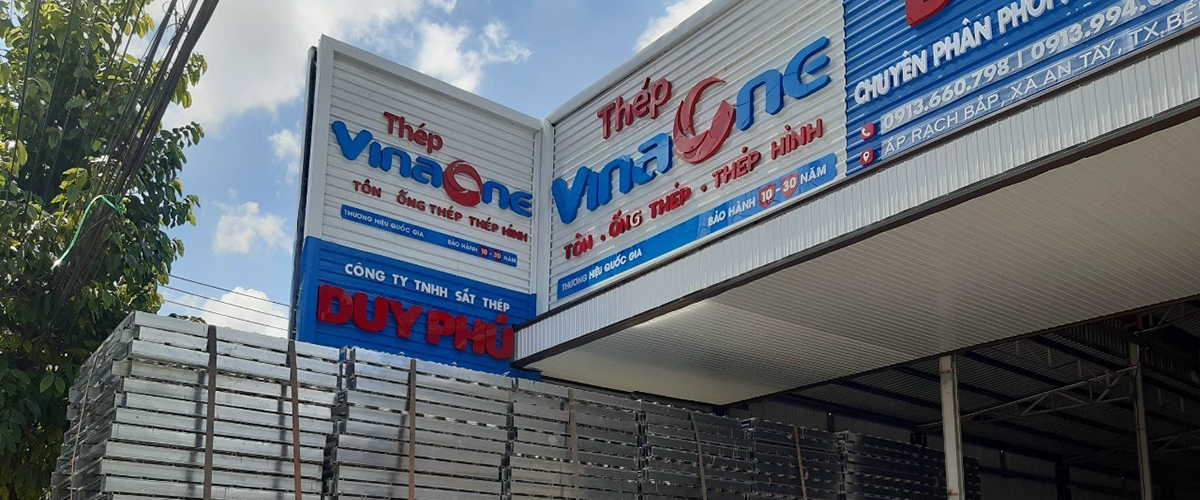 Thép
VinaOne
TÔN ỐNG THÉP THÉP HÌNH
THƯƠNG HIỆU QUỐC GIA BẢO HÀNH 10-30 NĂM
CÔNG TY TNHH SẮT THÉP
DUY PHÚ
Thép
VinaOne
TÔN • ỐNG THÉP • THÉP HÌNH
THƯƠNG HIỆU QUỐC GIA BẢO HÀNH 10-30 NĂM
CHUYÊN PHÂN PHỐI
0913.660.798 | 0913.994.
ẤP RẠCH BẮP, XÃ AN TÂY, TX.BẾ